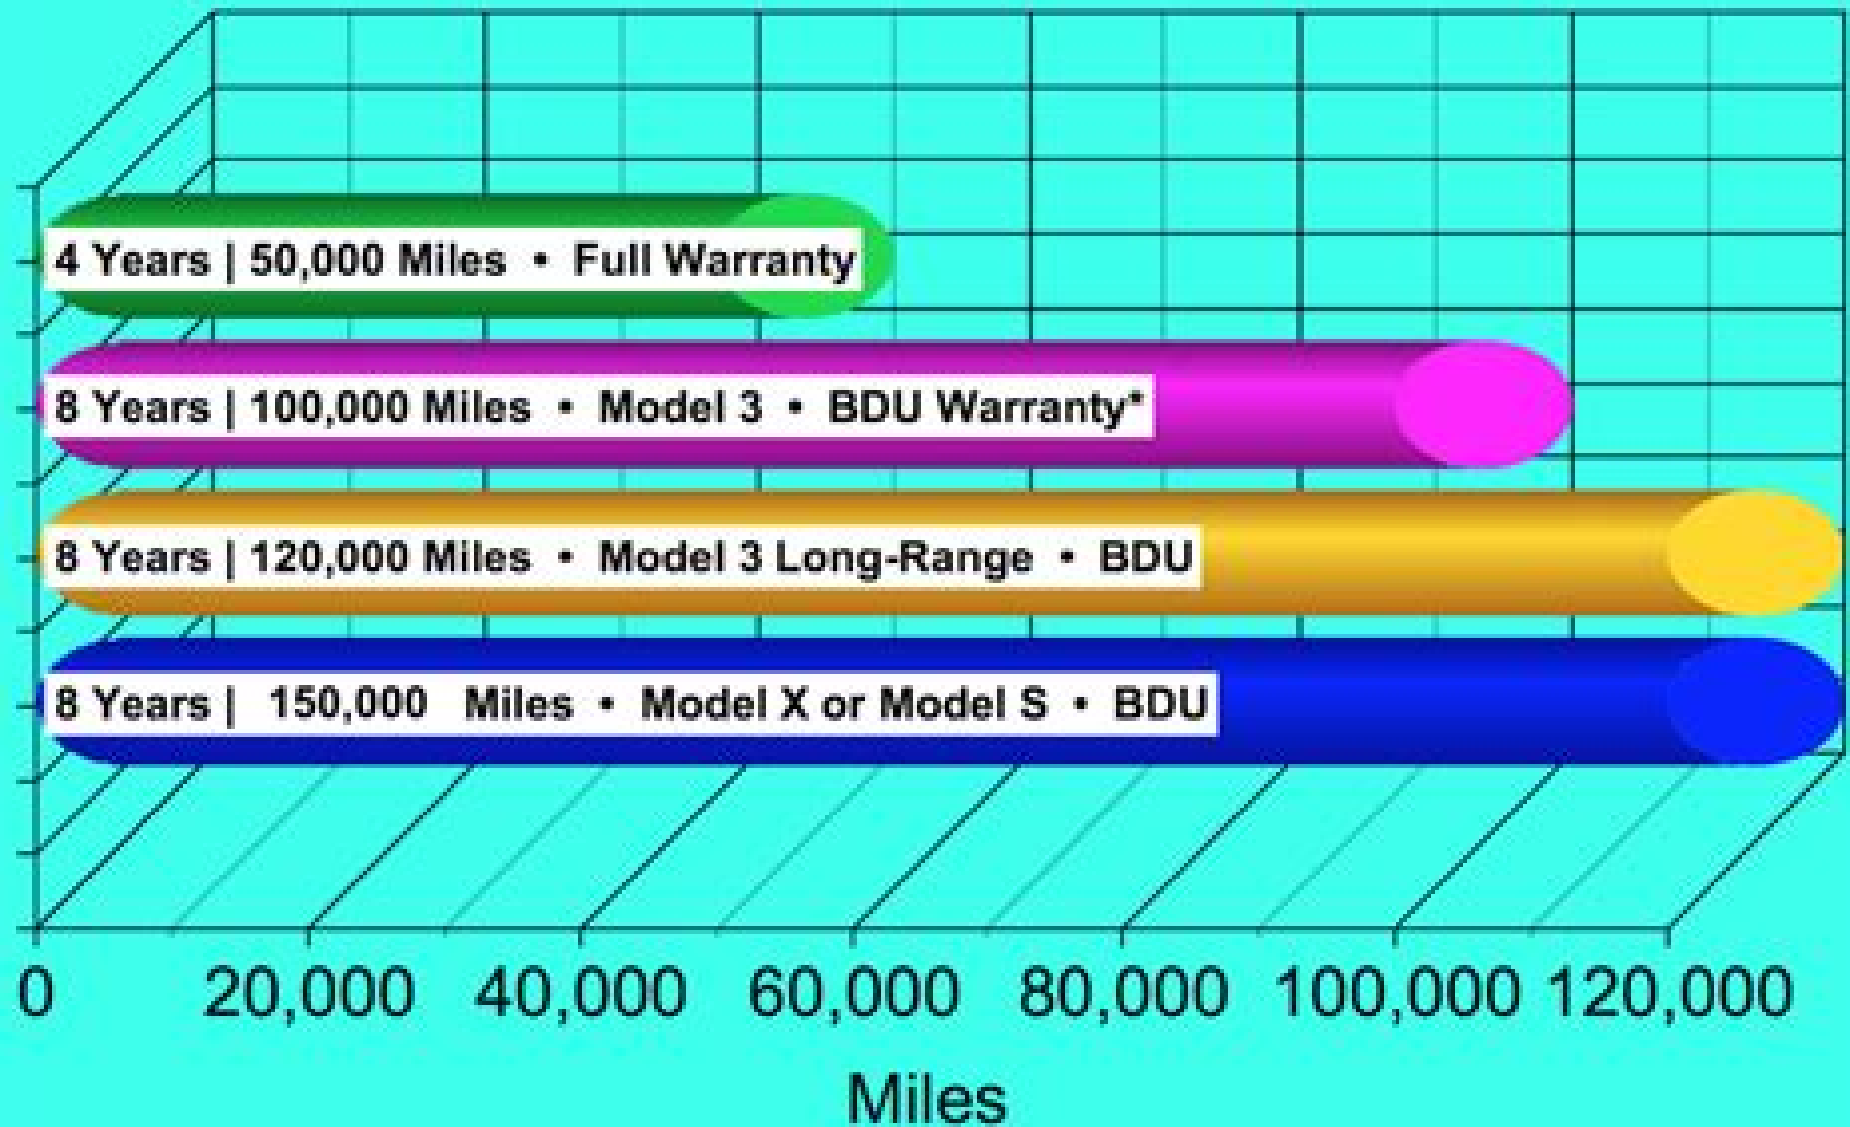 4 Years | 50,000 Miles • Full Warranty
8 Years | 100,000 Miles • Model 3 • BDU Warranty*
8 Years | 120,000 Miles • Model 3 Long-Range • BDU
8 Years | 150,000 Miles • Model X or Model S • BDU
0 20,000 40,000 60,000 80,000 100,000 120,000
Miles